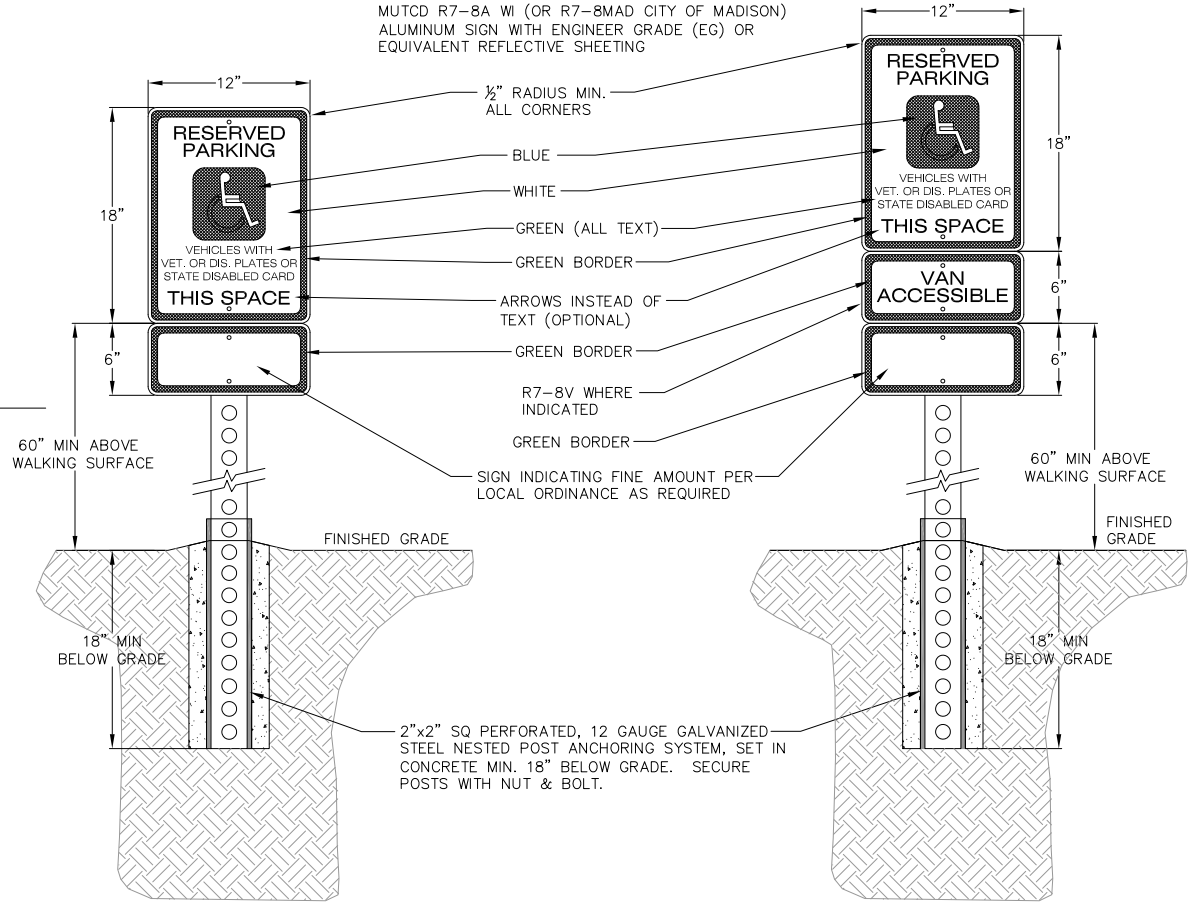 MUTCD R7-8A WI (OR R7-8MAD CITY OF MADISON)
ALUMINUM SIGN WITH ENGINEER GRADE (EG) OR
EQUIVALENT REFLECTIVE SHEETING
12"
12"
½" RADIUS MIN.
ALL CORNERS
BLUE
WHITE
GREEN (ALL TEXT)
GREEN BORDER
ARROWS INSTEAD OF
TEXT (OPTIONAL)
GREEN BORDER
R7-8V WHERE
INDICATED
GREEN BORDER
SIGN INDICATING FINE AMOUNT PER
LOCAL ORDINANCE AS REQUIRED
RESERVED
PARKING
VEHICLES WITH
VET. OR DIS. PLATES OR
STATE DISABLED CARD
THIS SPACE
18"
6"
60" MIN ABOVE
WALKING SURFACE
FINISHED GRADE
18" MIN
BELOW GRADE
RESERVED
PARKING
VEHICLES WITH
VET. OR DIS. PLATES OR
STATE DISABLED CARD
THIS SPACE
VAN
ACCESSIBLE
18"
6"
6"
60" MIN ABOVE
WALKING SURFACE
FINISHED
GRADE
18" MIN
BELOW GRADE
2"x2" SQ PERFORATED, 12 GAUGE GALVANIZED
STEEL NESTED POST ANCHORING SYSTEM, SET IN
CONCRETE MIN. 18" BELOW GRADE. SECURE
POSTS WITH NUT & BOLT.